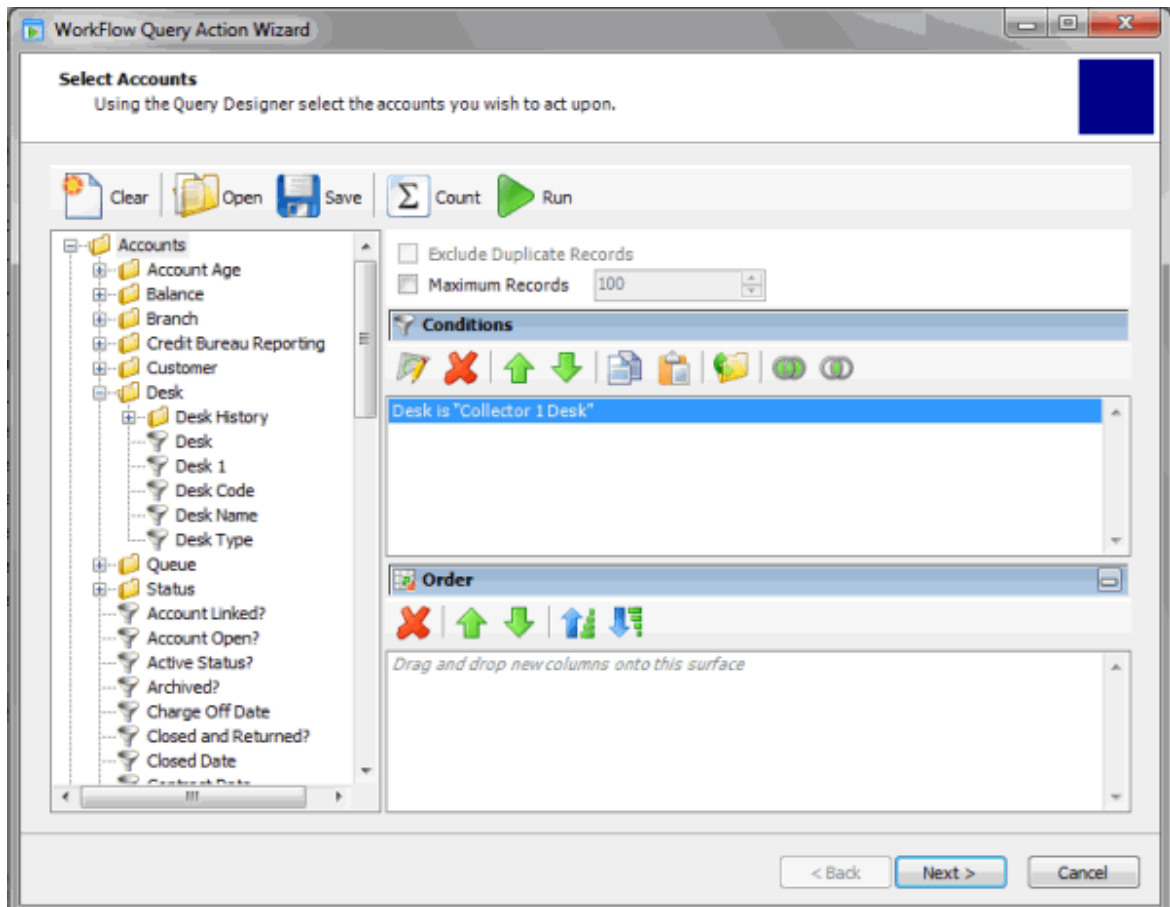 WorkFlow Query Action Wizard
Select Accounts
Using the Query Designer select the accounts you wish to act upon.
Clear Open Save Σ Count Run
Accounts
Account Age
Balance
Branch
Credit Bureau Reporting
Customer
Desk
Desk History
Desk
Desk 1
Desk Code
Desk Name
Desk Type
Queue
Status
Account Linked?
Account Open?
Active Status?
Archived?
Charge Off Date
Closed and Returned?
Closed Date
Exclude Duplicate Records
Maximum Records 100
Conditions
Desk is "Collector 1 Desk"
Order
Drag and drop new columns onto this surface
< Back Next > Cancel